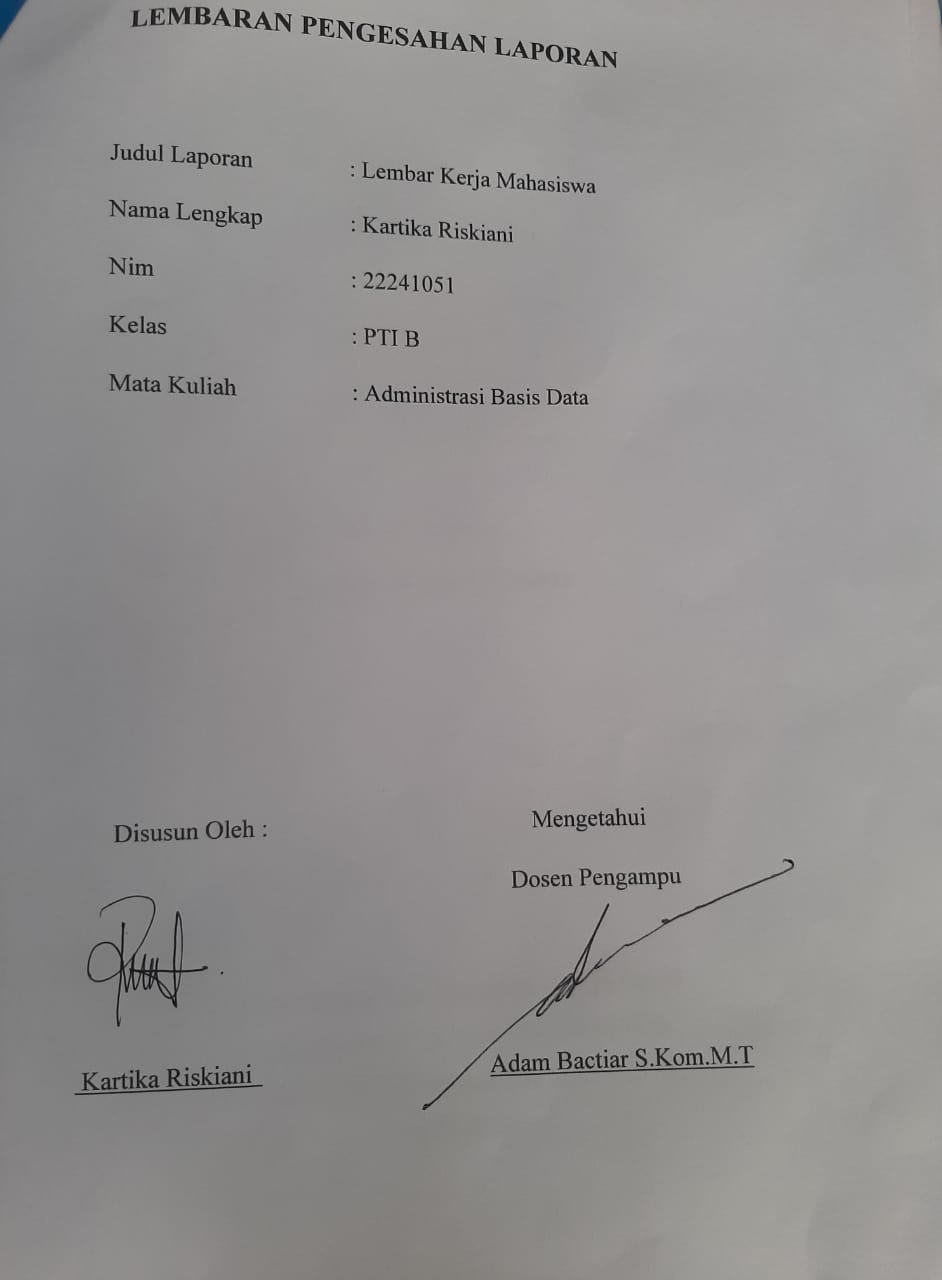 LEMBARAN PENGESAHAN LAPORAN
Judul Laporan : Lembar Kerja Mahasiswa
Nama Lengkap : Kartika Riskiani
Nim : 22241051
Kelas : PTI B
Mata Kuliah : Administrasi Basis Data
Disusun Oleh :
Mengetahui
Dosen Pengampu
Kartika Riskiani
Adam Bactiar S.Kom.M.T